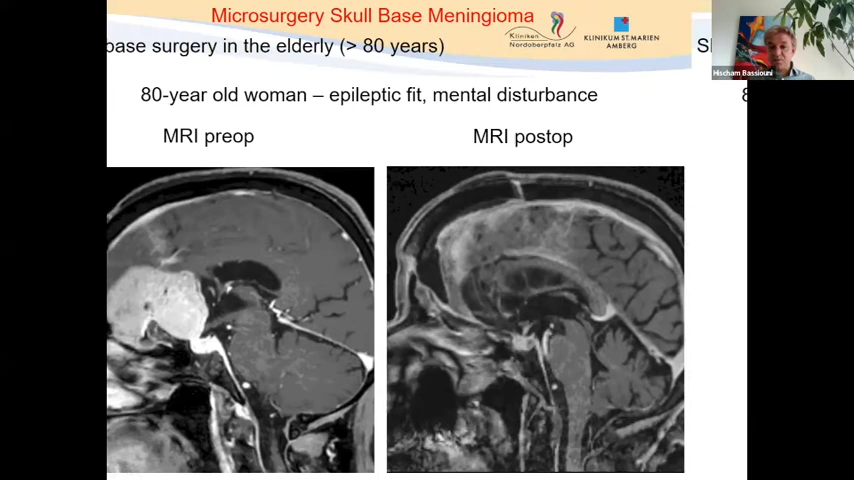 Microsurgery Skull Base Meningioma
base surgery in the elderly (> 80 years)
Kliniken
Nordoberpfalz AG
KLINIKUM ST. MARIEN
AMBERG
Hischam Bassiouni
80-year old woman – epileptic fit, mental disturbance
MRI preop
MRI postop